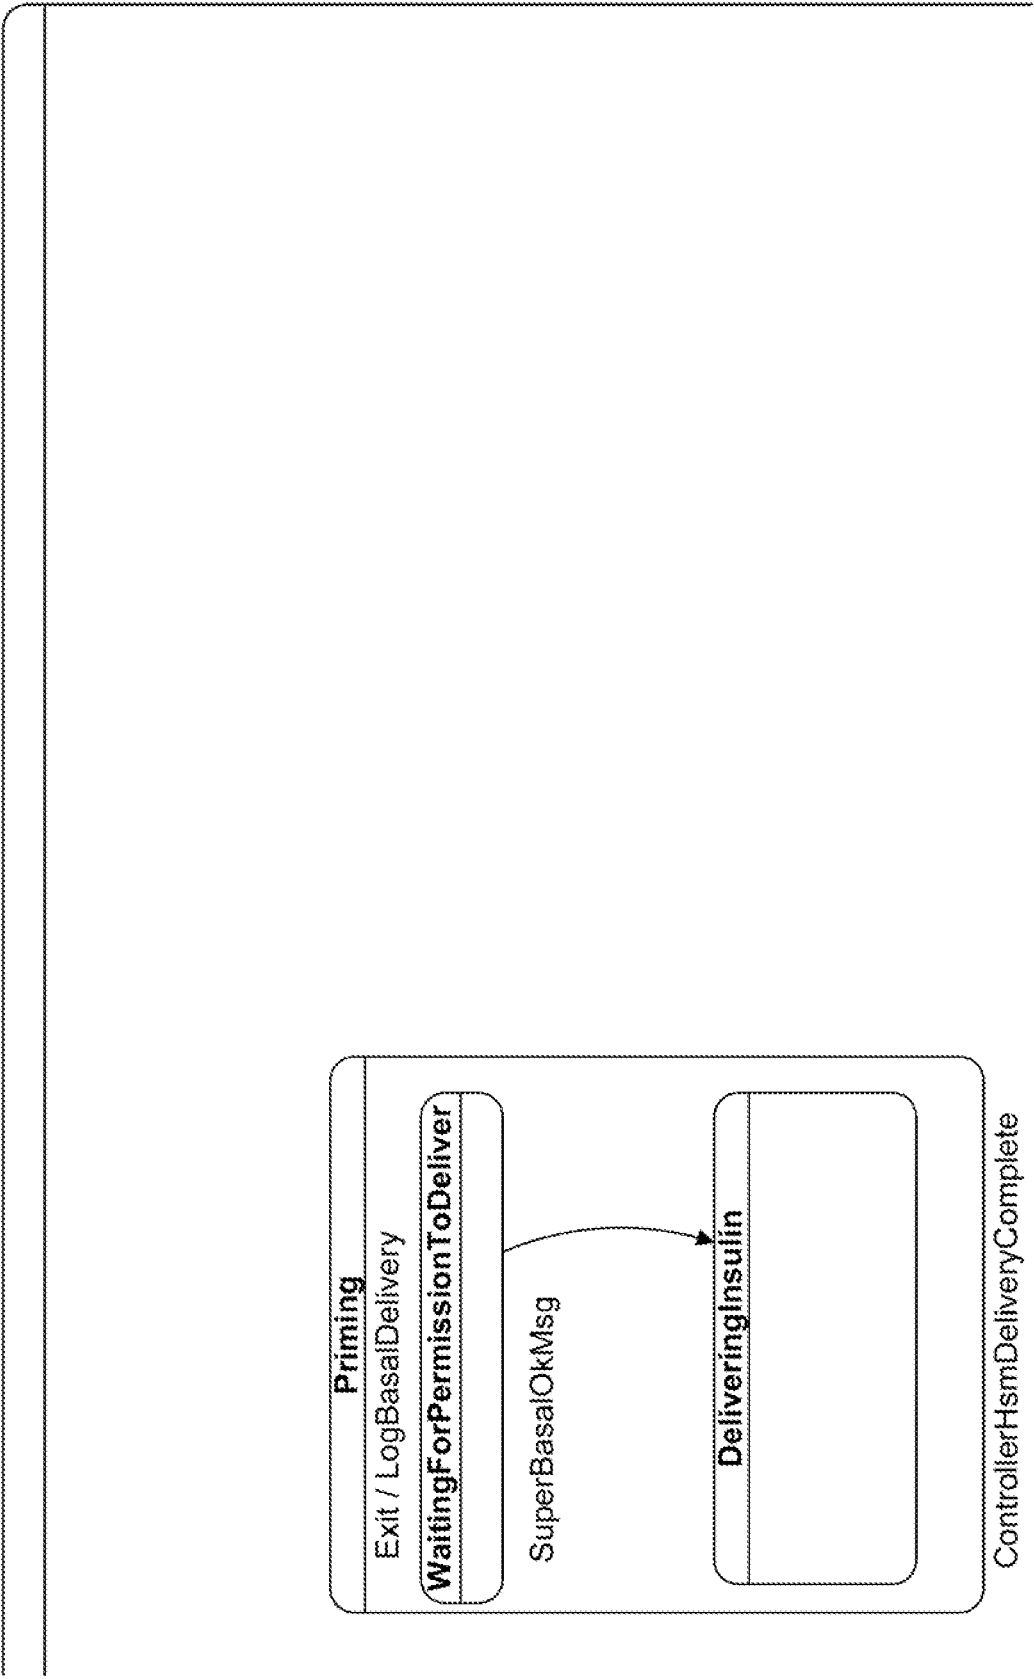 Priming
Exit / LogBasalDelivery
WaitingForPermissionToDeliver
SuperBasalOkMsg
DeliveringInsulin
ControllerHsmDeliveryComplete